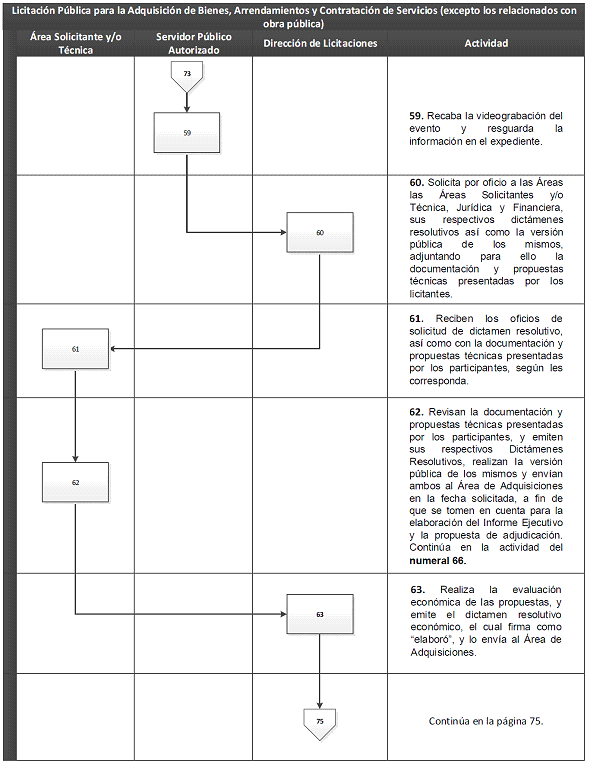 Licitación Pública para la Adquisición de Bienes, Arrendamientos y Contratación de Servicios (excepto los relacionados con
obra pública)
Área Solicitante y/o
Técnica
Servidor Público
Autorizado
Dirección de Licitaciones
Actividad
73
59
59. Recaba la videograbación del
evento y resguarda la
información en el expediente.
60
60. Solicita por oficio a las Áreas
las Áreas Solicitantes y/o
Técnica, Jurídica y Financiera,
sus respectivos dictámenes
resolutivos así como la versión
pública de los mismos,
adjuntando para ello la
documentación y propuestas
técnicas presentadas por los
licitantes.
61
61. Reciben los oficios de
solicitud de dictamen resolutivo,
así como con la documentación y
propuestas técnicas presentadas
por los participantes, según les
corresponda.
62
62. Revisan la documentación y
propuestas técnicas presentadas
por los participantes, y emiten
sus respectivos Dictámenes
Resolutivos, realizan la versión
pública de los mismos y envían
ambos al Área de Adquisiciones
en la fecha solicitada, a fin de
que se tomen en cuenta para la
elaboración del Informe Ejecutivo
y la propuesta de adjudicación.
Continúa en la actividad del
numeral 66.
63
63. Realiza la evaluación
económica de las propuestas, y
emite el dictamen resolutivo
económico, el cual firma como
“elaboró”, y lo envía al Área de
Adquisiciones.
75
Continúa en la página 75.